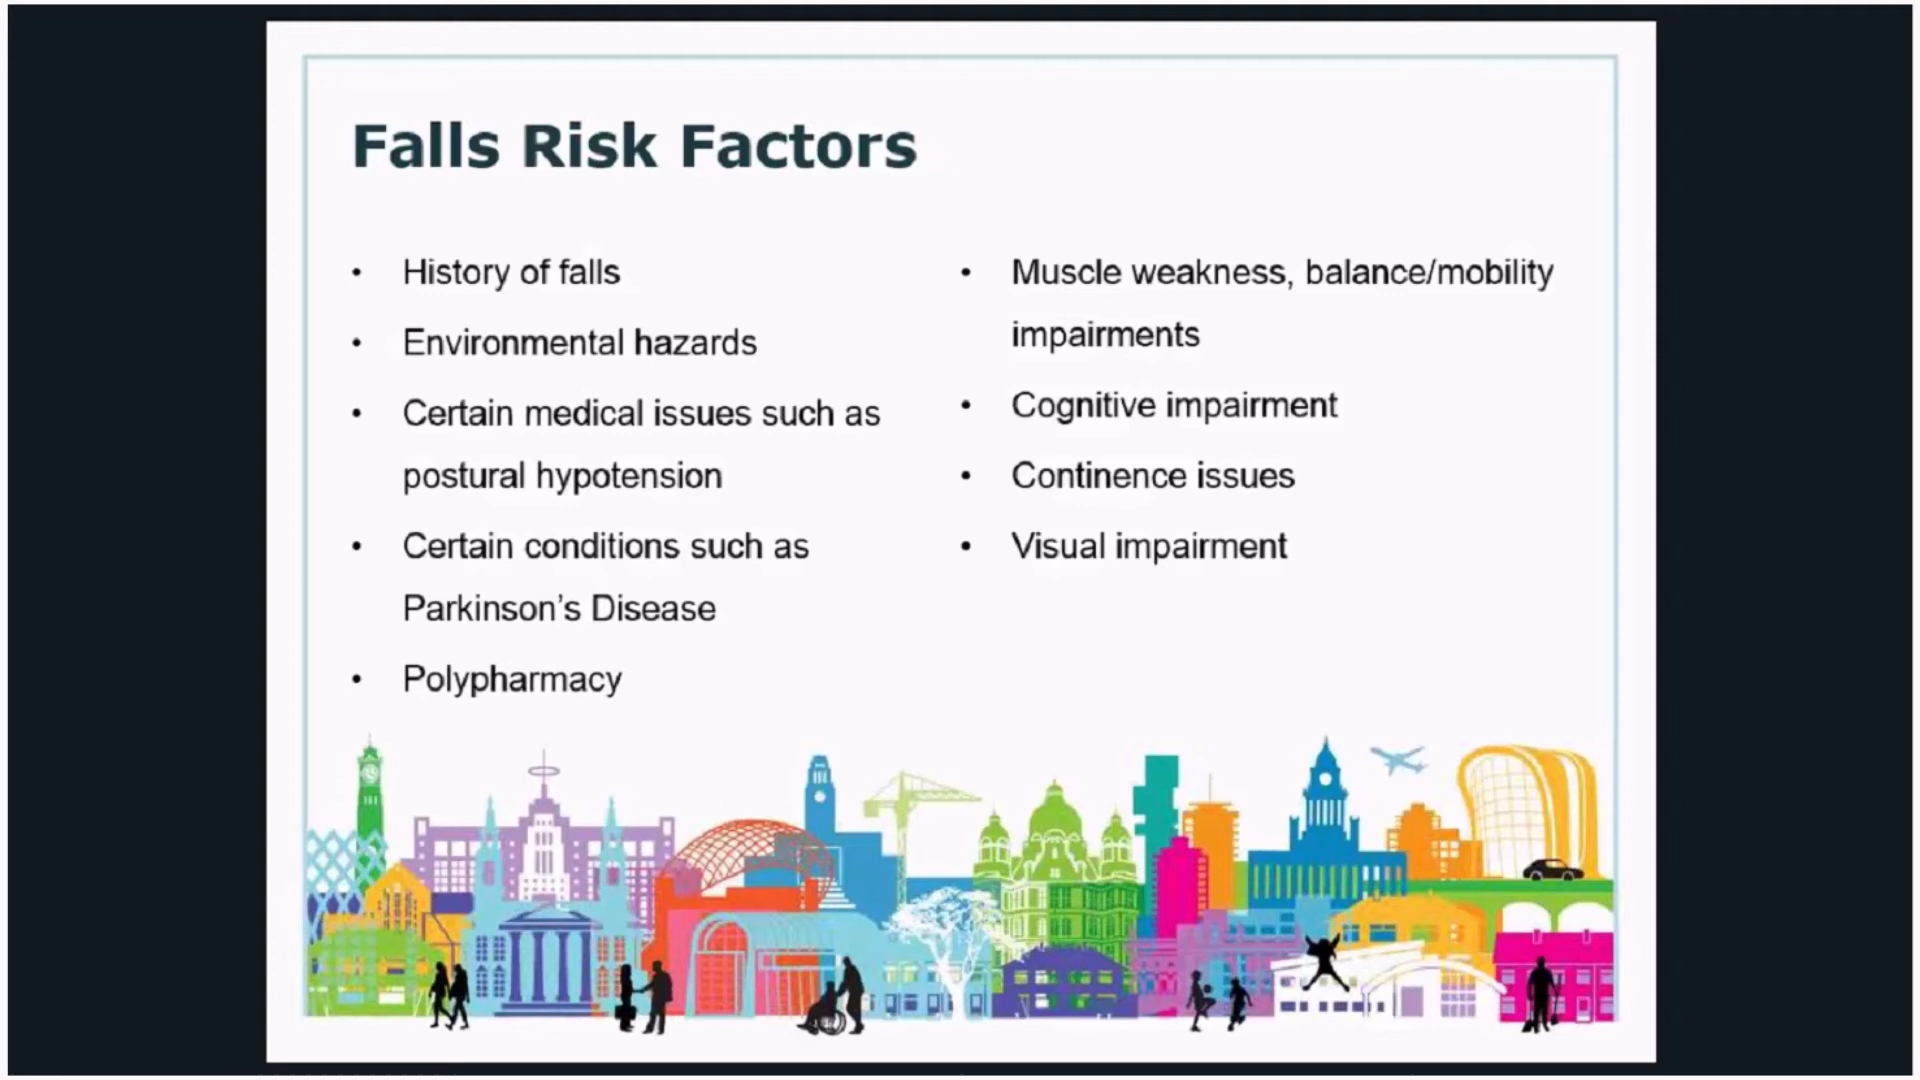 Falls Risk Factors
• History of falls
• Environmental hazards
• Certain medical issues such as
postural hypotension
• Certain conditions such as
Parkinson’s Disease
• Polypharmacy
• Muscle weakness, balance/mobility
impairments
• Cognitive impairment
• Continence issues
• Visual impairment